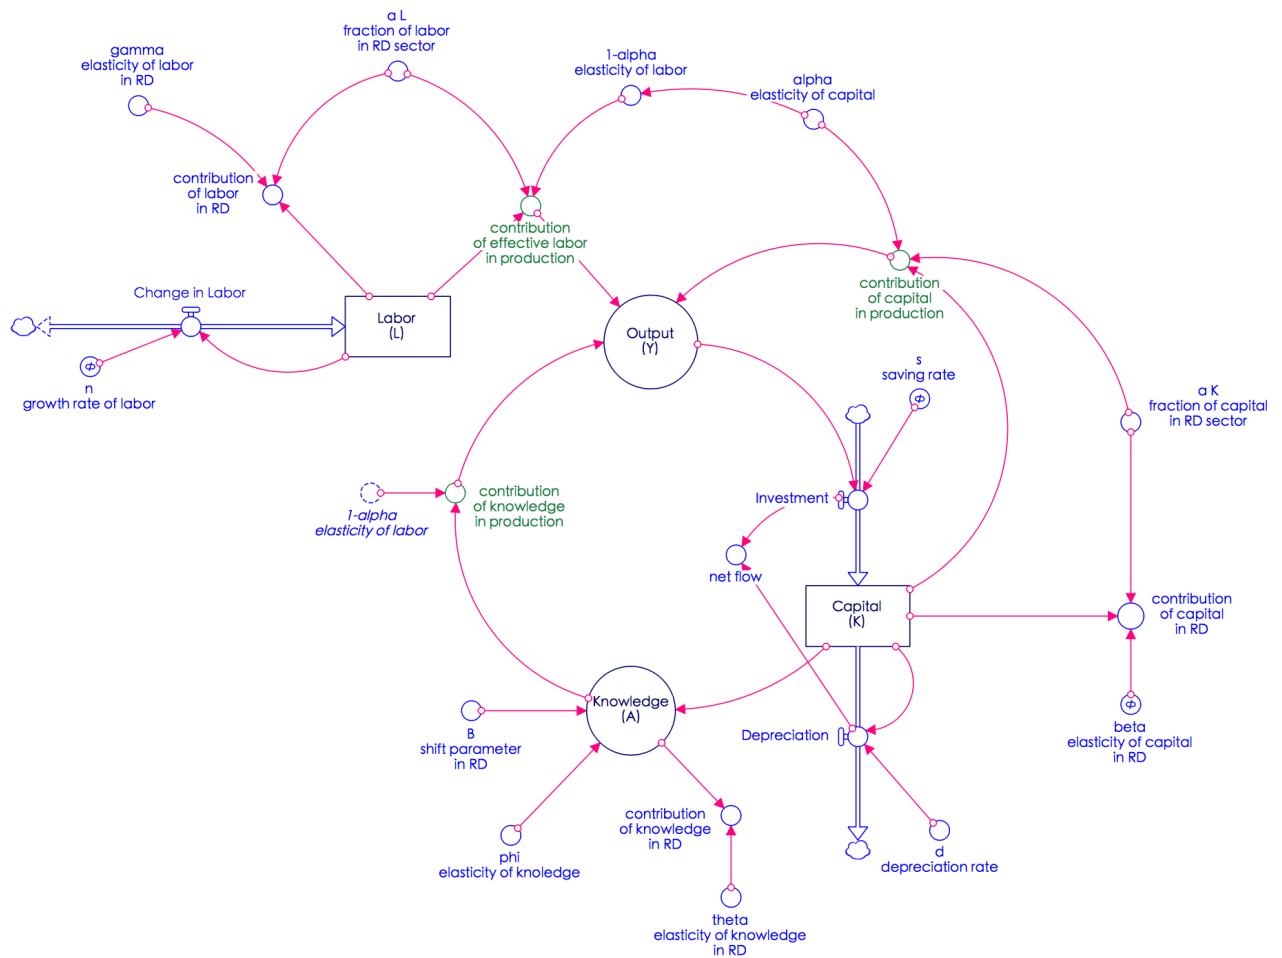 a L
fraction of labor
in RD sector
gamma
elasticity of labor
in RD
1-alpha
elasticity of labor
alpha
elasticity of capital
contribution
of labor
in RD
contribution
of effective labor
in production
contribution
of capital
in production
Change in Labor
Labor
(L)
Output
(Y)
n
growth rate of labor
s
saving rate
a K
fraction of capital
in RD sector
1-alpha
elasticity of labor
contribution
of knowledge
in production
Investment
net flow
Capital
(K)
contribution
of capital
in RD
Knowledge
(A)
B
shift parameter
in RD
Depreciation
beta
elasticity of capital
in RD
contribution
of knowledge
in RD
phi
elasticity of knoledge
d
depreciation rate
theta
elasticity of knowledge
in RD